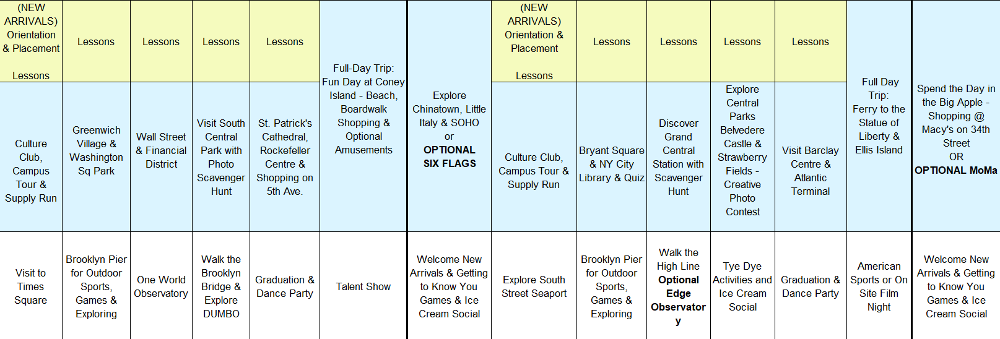 (NEW
ARRIVALS)
Orientation
& Placement
Lessons
Lessons
Lessons
Lessons
Lessons
Full-Day Trip:
Fun Day at Coney
Island - Beach,
Boardwalk
Shopping &
Optional
Amusements
Explore
Chinatown, Little
Italy & SOHO
or
OPTIONAL
SIX FLAGS
(NEW
ARRIVALS)
Orientation &
Placement
Lessons
Lessons
Lessons
Lessons
Lessons
Full Day
Trip:
Ferry to the
Statue of
Liberty &
Ellis Island
Spend the Day in
the Big Apple -
Shopping @
Macy's on 34th
Street
OR
OPTIONAL MoMa
Culture
Club,
Campus
Tour &
Supply Run
Greenwich
Village &
Washington
Sq Park
Wall Street
& Financial
District
Visit South
Central
Park with
Photo
Scavenger
Hunt
St. Patrick's
Cathedral,
Rockefeller
Centre &
Shopping on
5th Ave.
Culture Club,
Campus Tour &
Supply Run
Bryant Square
& NY City
Library & Quiz
Discover
Grand
Central
Station with
Scavenger
Hunt
Explore
Central
Parks
Belvedere
Castle &
Strawberry
Fields -
Creative
Photo
Contest
Visit Barclay
Centre &
Atlantic
Terminal
Visit to
Times
Square
Brooklyn Pier
for Outdoor
Sports,
Games &
Exploring
One World
Observatory
Walk the
Brooklyn
Bridge &
Explore
DUMBO
Graduation &
Dance Party
Talent Show
Welcome New
Arrivals & Getting
to Know You
Games & Ice
Cream Social
Explore South
Street Seaport
Brooklyn Pier
for Outdoor
Sports,
Games &
Exploring
Walk the
High Line
Optional
Edge
Observator
y
Tye Dye
Activities and
Ice Cream
Social
Graduation &
Dance Party
American
Sports or On
Site Film
Night
Welcome New
Arrivals & Getting
to Know You
Games & Ice
Cream Social